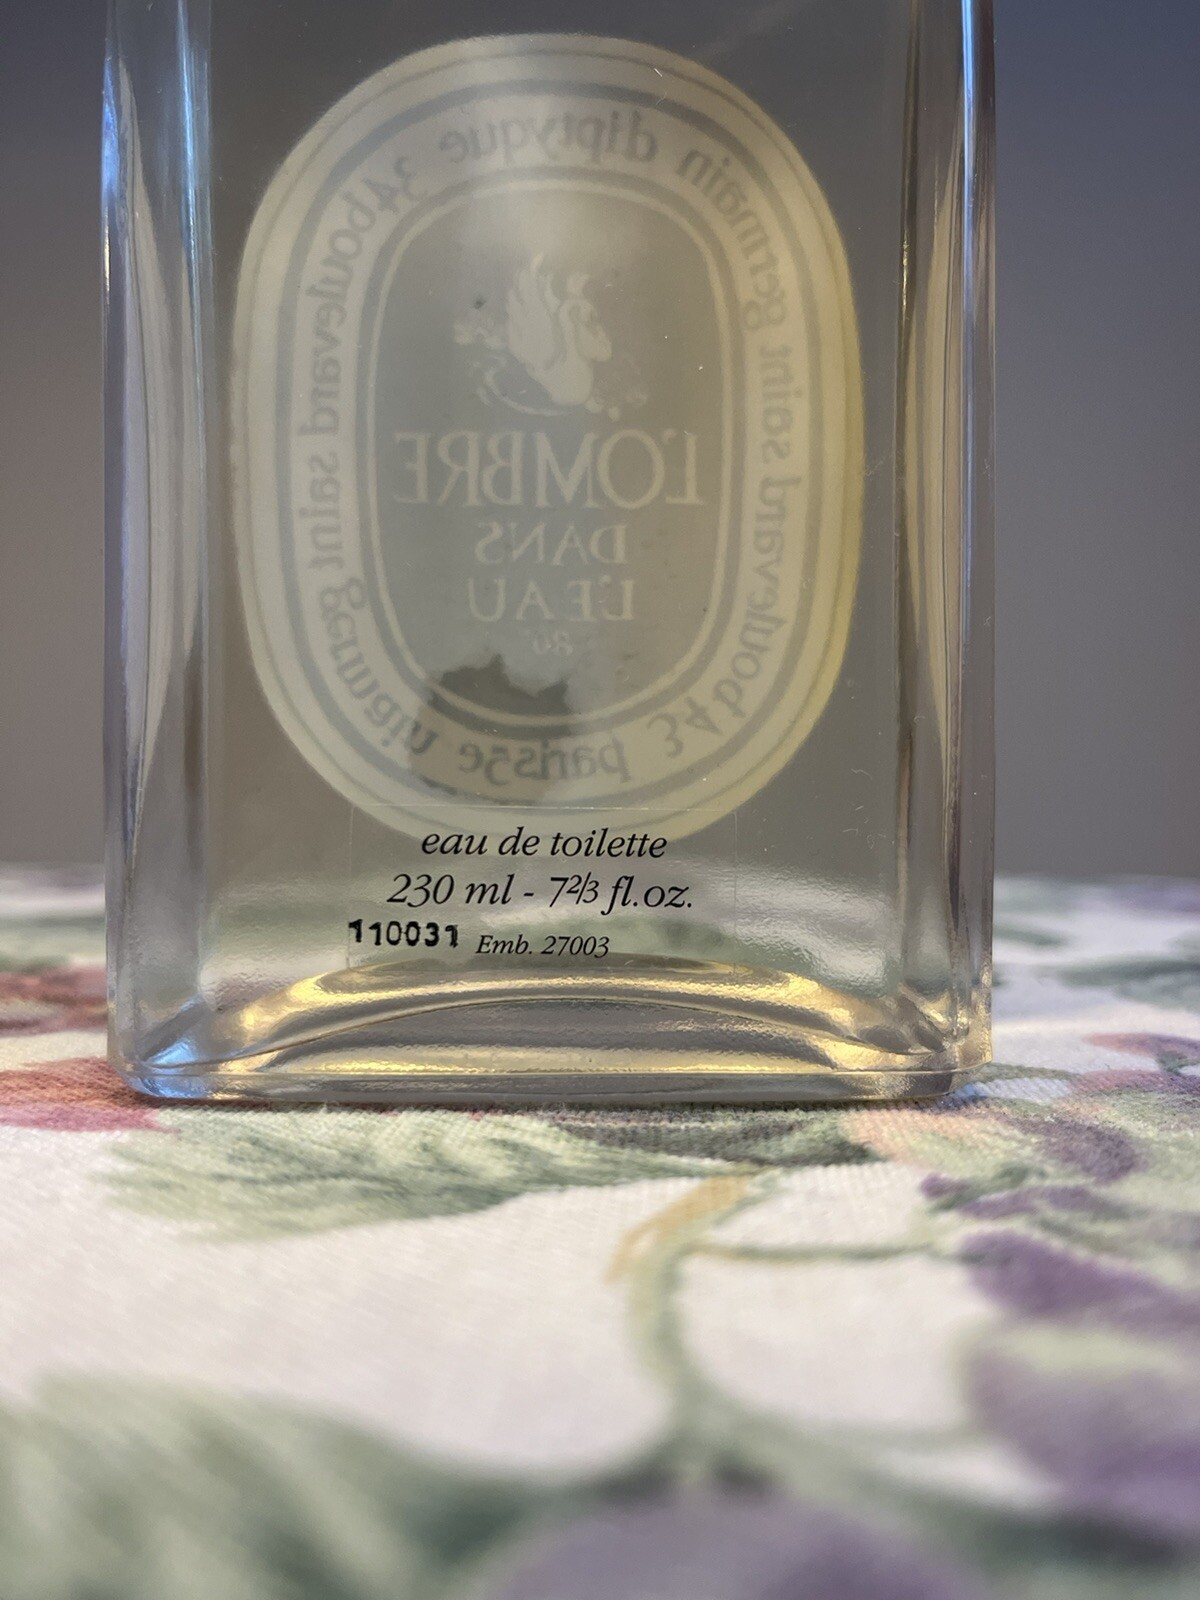 34 boulevard saint germain diptyque
34 boulevard saint germain paris5e
L'OMBRE
DANS
L'EAU
eau de toilette
230 ml - 7⅔ fl.oz.
110031 Emb. 27003